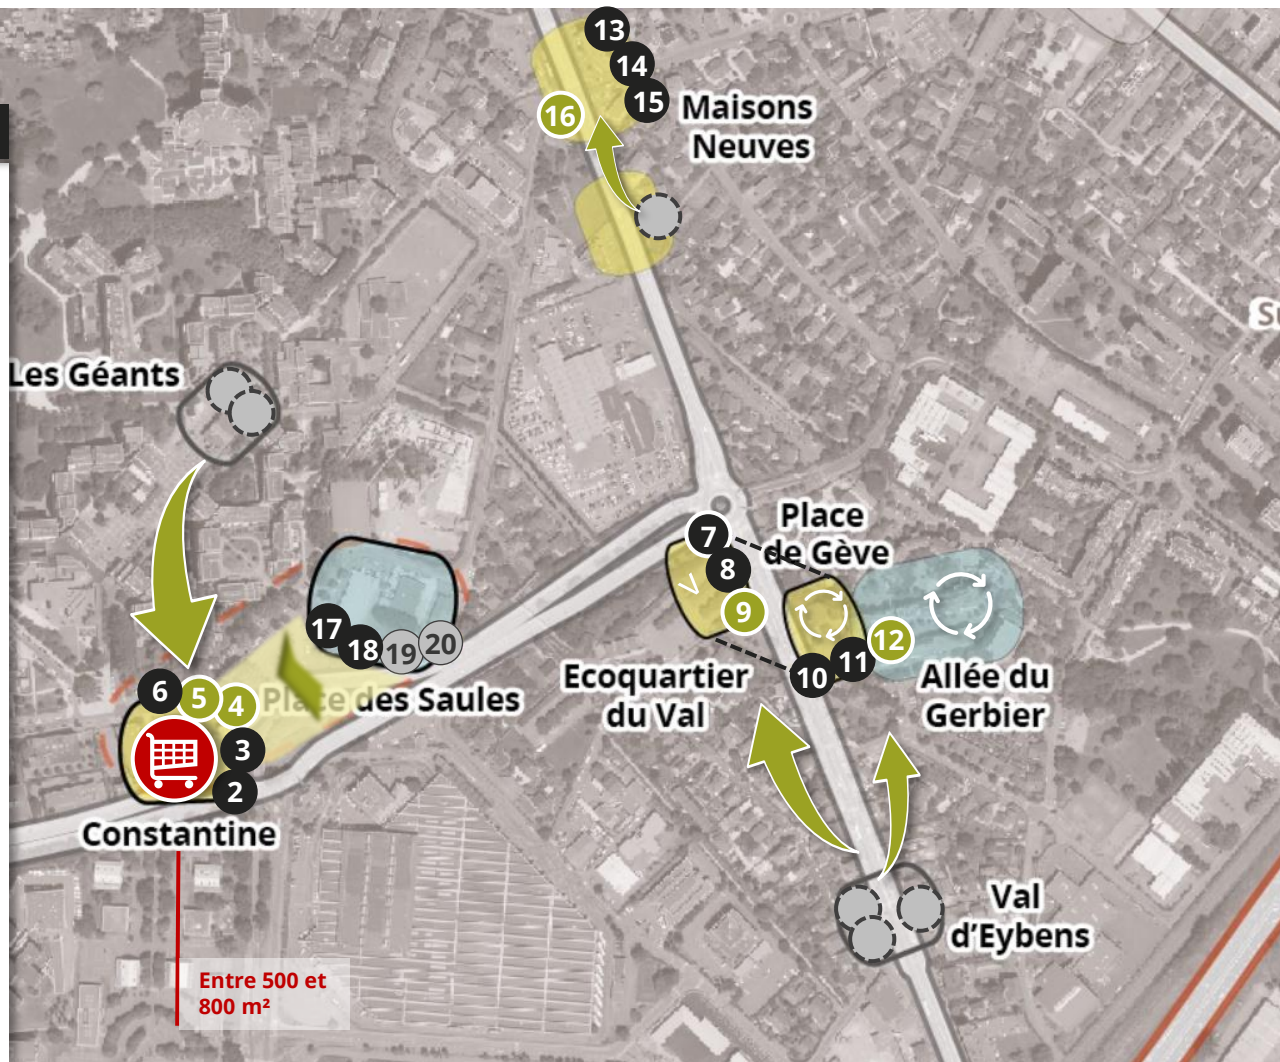 13
14
15
16
Maisons
Neuves
Les Géants
7
8
9
Place
de Gève
17
18
19
20
10
11
12
Ecoquartier
du Val
Allée du
Gerbier
6
5
4
Place des Saules
3
2
Constantine
Val
d’Eybens
Entre 500 et
800 m²